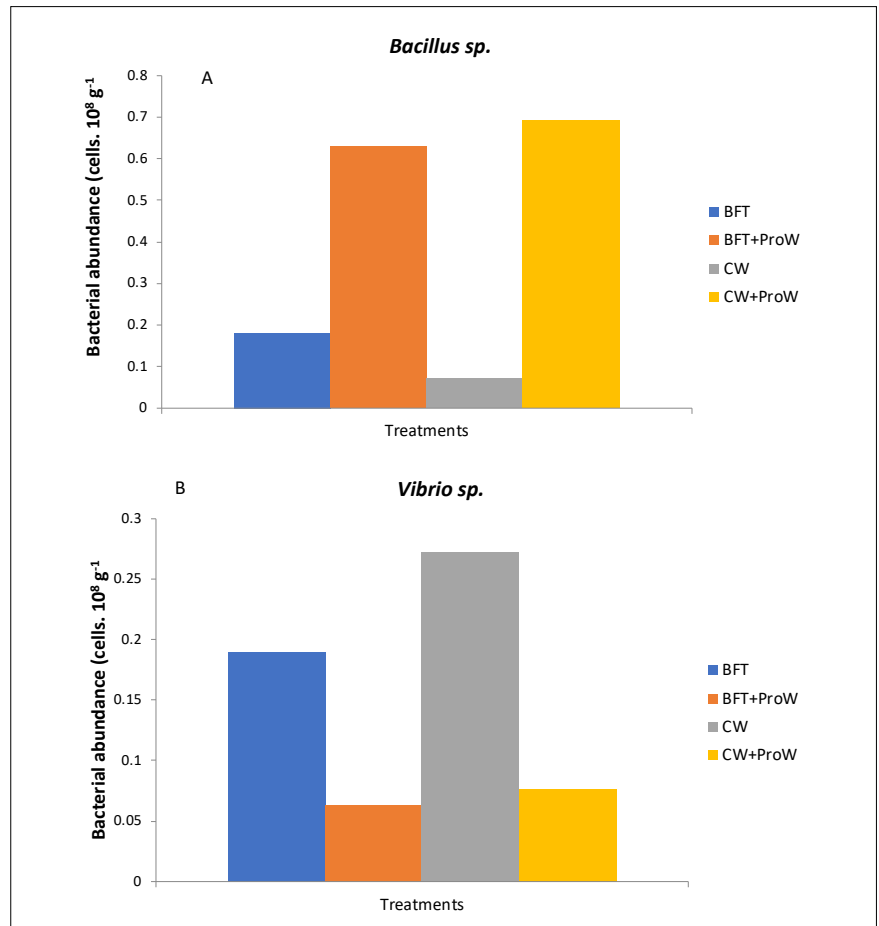 Bacillus sp.
A
Bacterial abundance (cells. 10⁸ g⁻¹
0.8
0.7
0.6
0.5
0.4
0.3
0.2
0.1
0
Treatments
BFT
BFT+ProW
CW
CW+ProW
B
Vibrio sp.
Bacterial abundance (cells. 10⁸ g⁻¹
0.3
0.25
0.2
0.15
0.1
0.05
0
Treatments
BFT
BFT+ProW
CW
CW+ProW